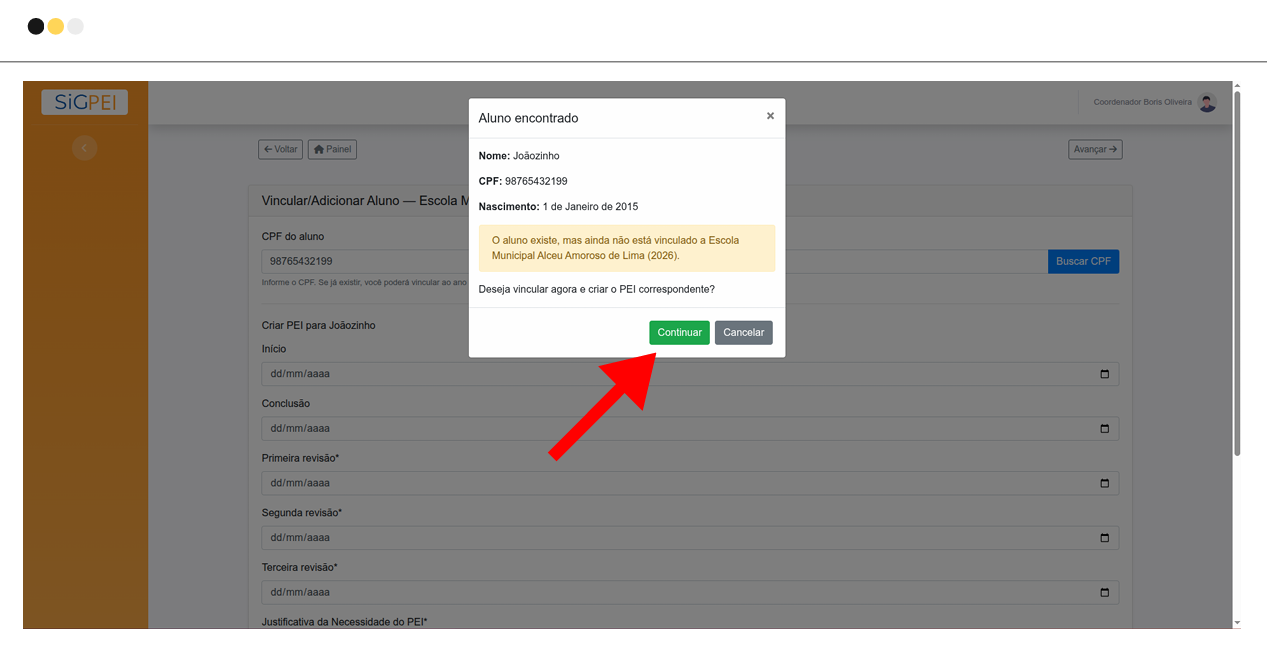 SiGPEI
Coordenador Boris Oliveira
Voltar
Painel
Avançar
Aluno encontrado
×
Nome: Joãozinho
CPF: 98765432199
Nascimento: 1 de Janeiro de 2015
O aluno existe, mas ainda não está vinculado a Escola
Municipal Alceu Amoroso de Lima (2026).
Deseja vincular agora e criar o PEI correspondente?
Continuar
Cancelar
Vincular/Adicionar Aluno — Escola M
CPF do aluno
98765432199
Buscar CPF
Informe o CPF. Se já existir, você poderá vincular ao ano
Criar PEI para Joãozinho
Início
dd/mm/aaaa
Conclusão
dd/mm/aaaa
Primeira revisão*
dd/mm/aaaa
Segunda revisão*
dd/mm/aaaa
Terceira revisão*
dd/mm/aaaa
Justificativa da Necessidade do PEI*